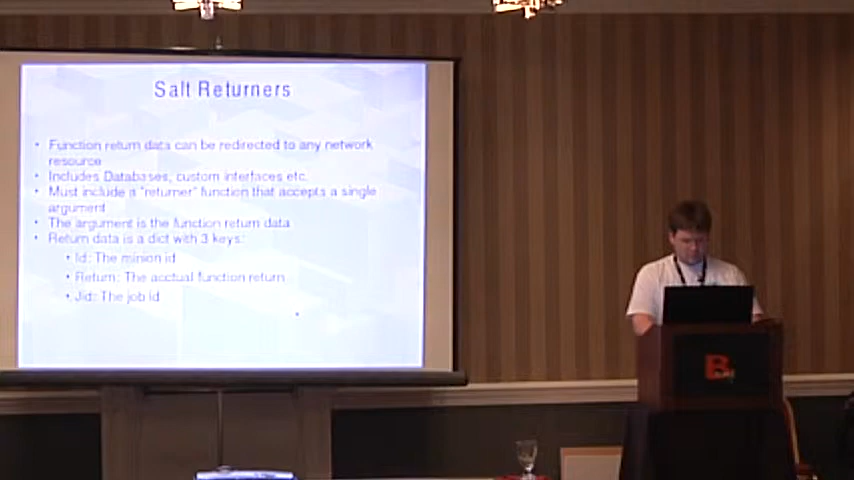 Salt Returners
• Function return data can be redirected to any network
resource
• Includes Databases, custom interfaces etc.
• Must include a "returner" function that accepts a single
argument
• The argument is the function return data
• Return data is a dict with 3 keys:
• Id: The minion id
• Return: The acctual function return
• Jid: The job id
B